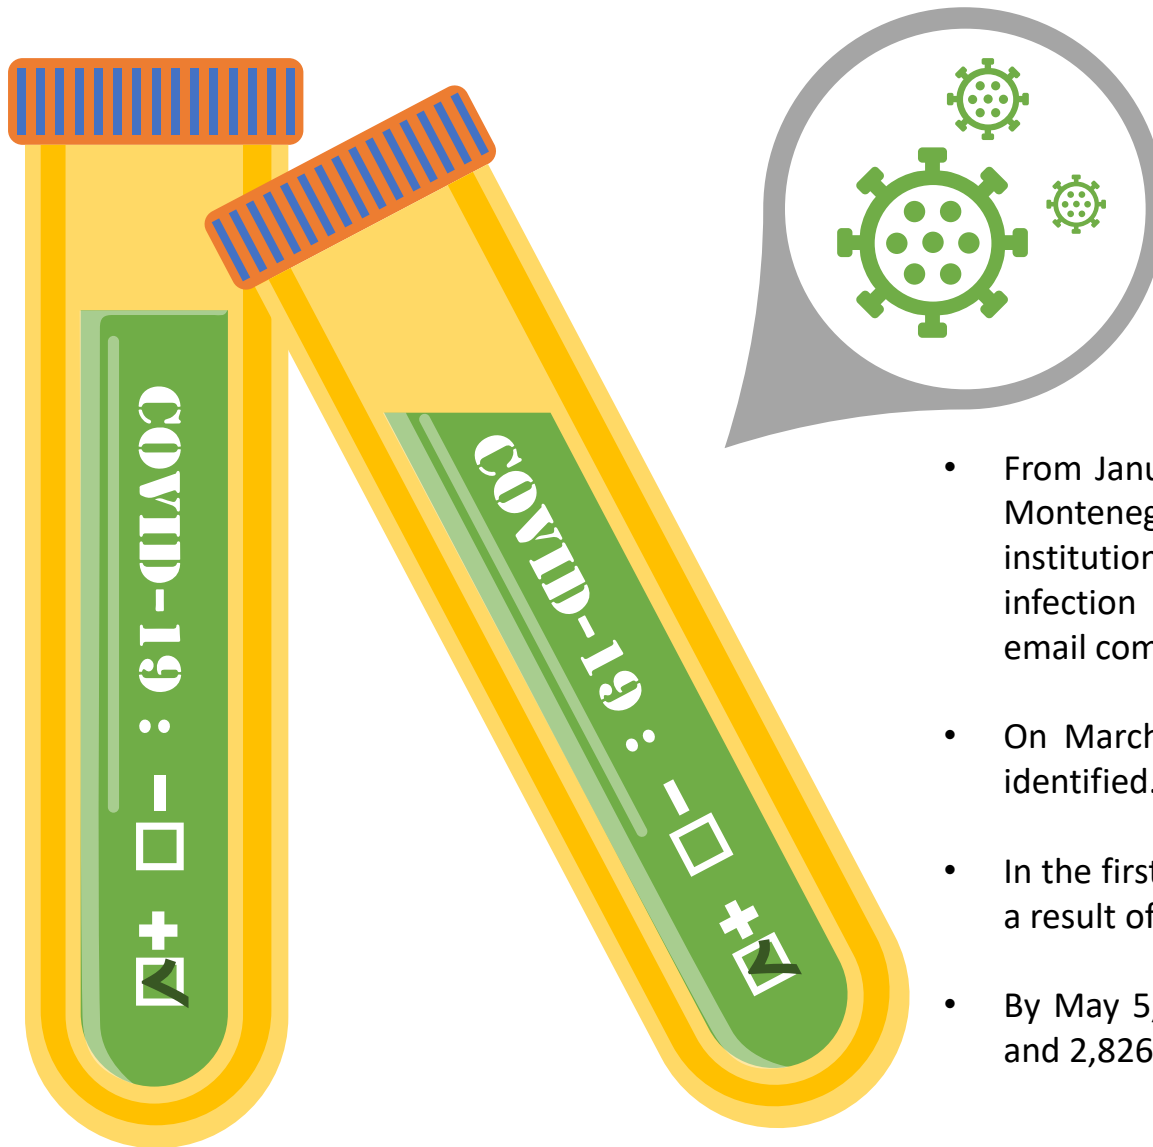 COVID-19 : - +
COVID-19 : - +
• From Janu
Monteneg
institution
infection
email com
• On March
identified.
• In the first
a result of
• By May 5,
and 2,826